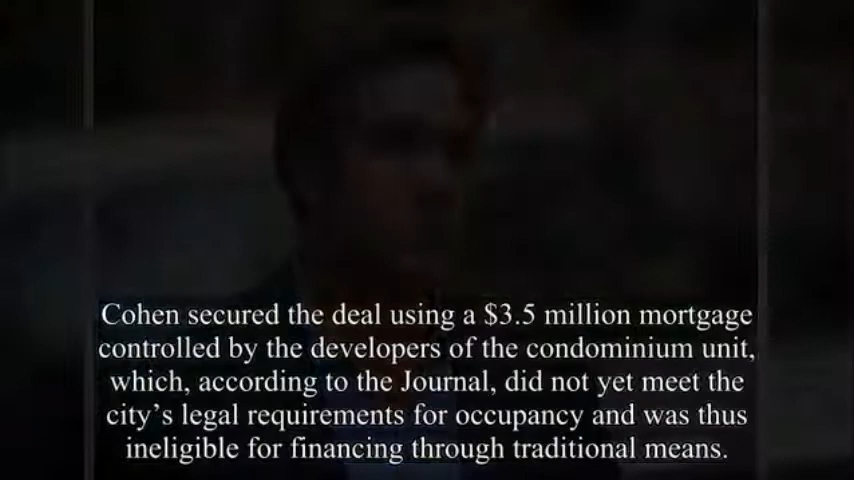 Cohen secured the deal using a $3.5 million mortgage
controlled by the developers of the condominium unit,
which, according to the Journal, did not yet meet the
city’s legal requirements for occupancy and was thus
ineligible for financing through traditional means.